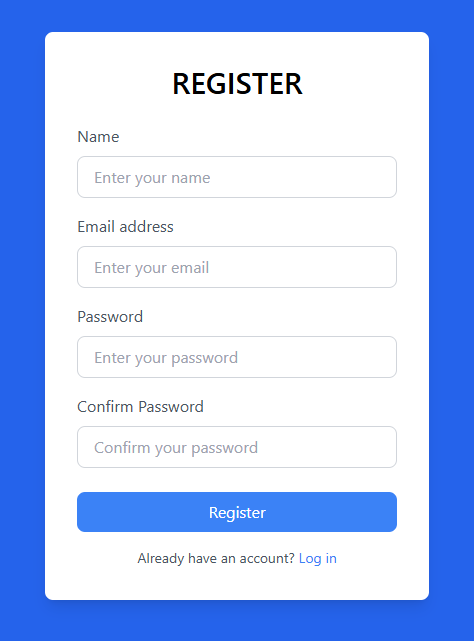 REGISTER
Name
Enter your name
Email address
Enter your email
Password
Enter your password
Confirm Password
Confirm your password
Register
Already have an account? Log in